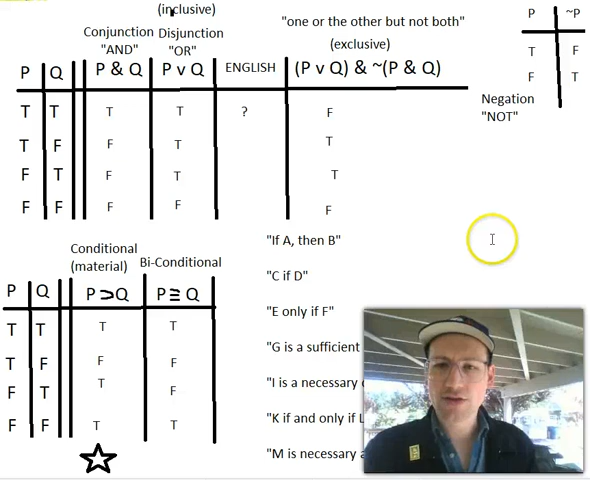 (inclusive)
Conjunction Disjunction
"AND" "OR"
P Q P & Q P v Q ENGLISH
T T T T ?
T F F T
F T F T
F F F F
"one or the other but not both"
(exclusive)
(P v Q) & ~(P & Q)
F
T
T
F
P ~P
T F
F T
Negation
"NOT"
Conditional
(material) Bi-Conditional
P Q P ⊃ Q P ≡ Q
T T T T
T F F F
F T T F
F F T T
"If A, then B"
"C if D"
"E only if F"
"G is a sufficient
"I is a necessary
"K if and only if L
"M is necessary a